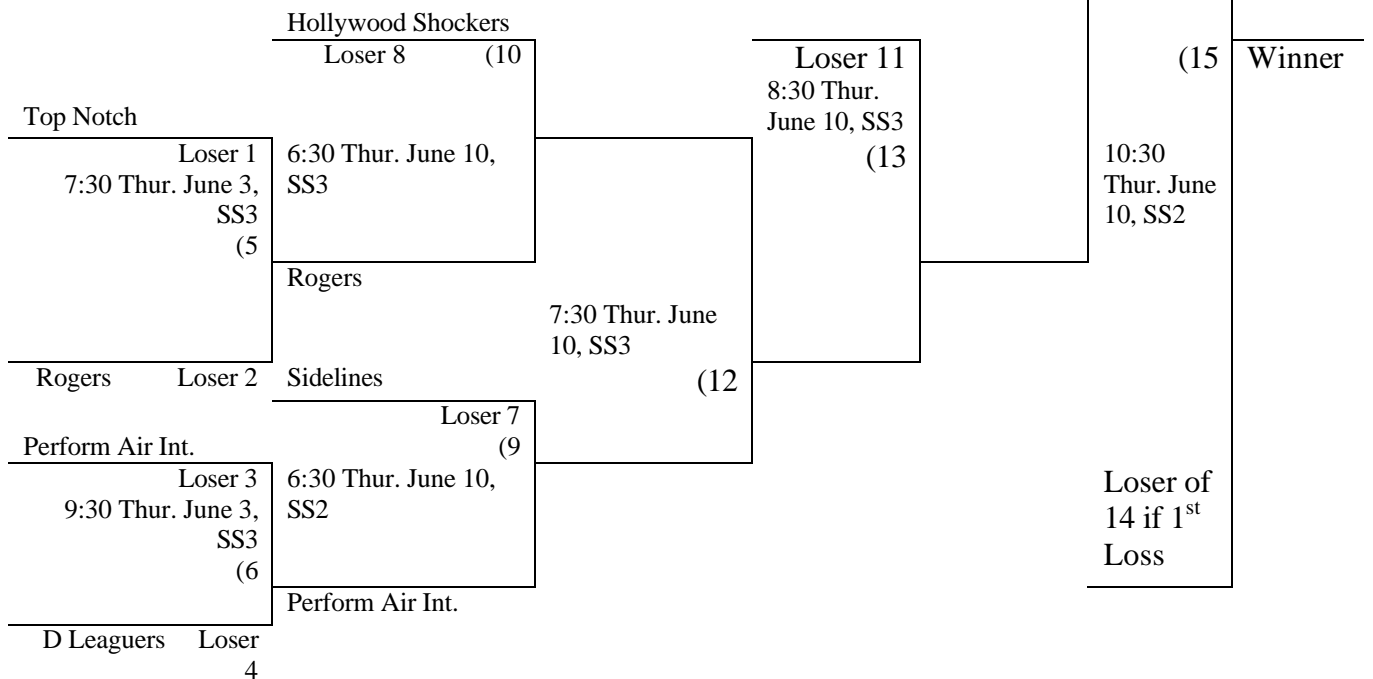 Hollywood Shockers
Loser 8 (10
Top Notch
Loser 1
7:30 Thur. June 3,
SS3
(5
6:30 Thur. June 10,
SS3
Rogers
Rogers Loser 2
Sidelines
Loser 7
(9
Perform Air Int.
Loser 3
9:30 Thur. June 3,
SS3
(6
6:30 Thur. June 10,
SS2
Perform Air Int.
D Leaguers Loser
4
7:30 Thur. June
10, SS3
(12
Loser 11
8:30 Thur.
June 10, SS3
(13
(15
Winner
10:30
Thur. June
10, SS2
Loser of
14 if 1st
Loss